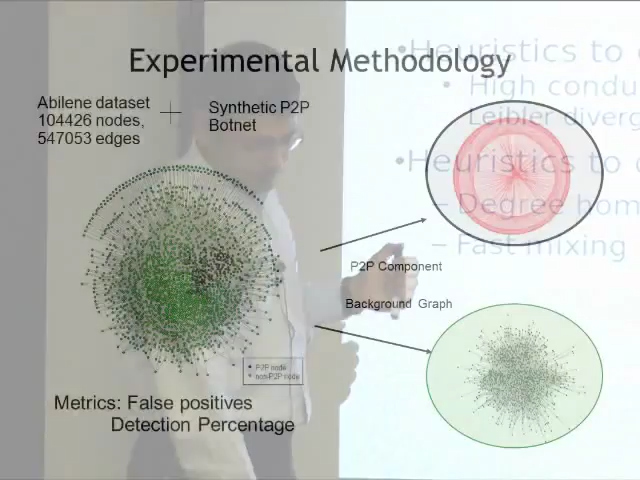 Experimental Methodology
Abilene dataset
104426 nodes,
547053 edges
Synthetic P2P
Botnet
P2P Component
Background Graph
P2P node
non-P2P node
Metrics: False positives
Detection Percentage
•Heuristics to
• High condu
Leibler diverg
•Heuristics to
– Degree hom
– Fast mixing